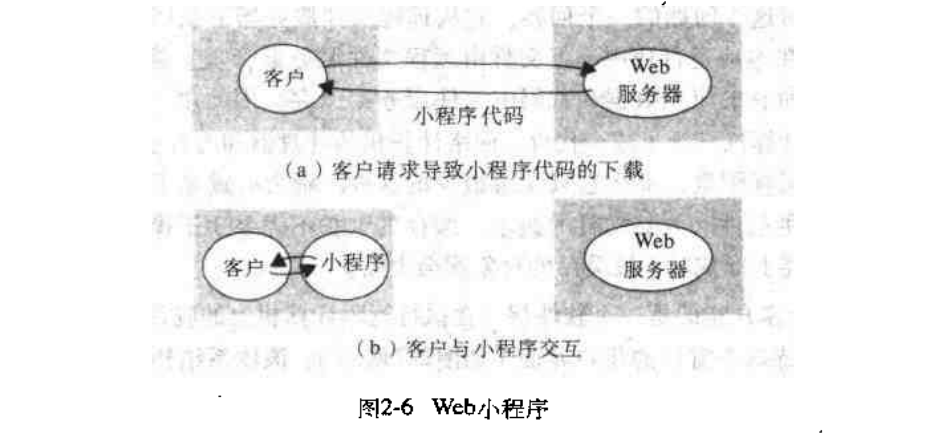 客户
Web
服务器
小程序代码
（a）客户请求导致小程序代码的下载
客户
小程序
Web
服务器
（b）客户与小程序交互
图2-6 Web小程序